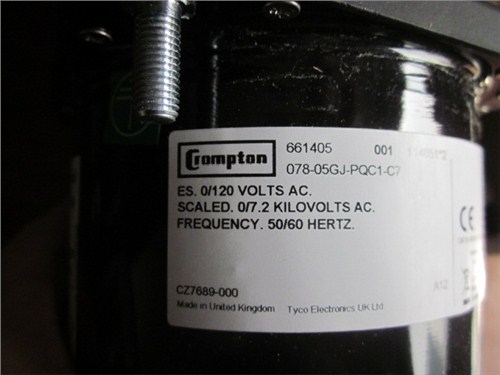 Crompton 661405 001
078-05GJ-PQC1-C7
ES. 0/120 VOLTS AC.
SCALED. 0/7.2 KILOVOLTS AC.
FREQUENCY. 50/60 HERTZ.
CE
A12
CZ7689-000
Made in United Kingdom Tyco Electronics UK Ltd